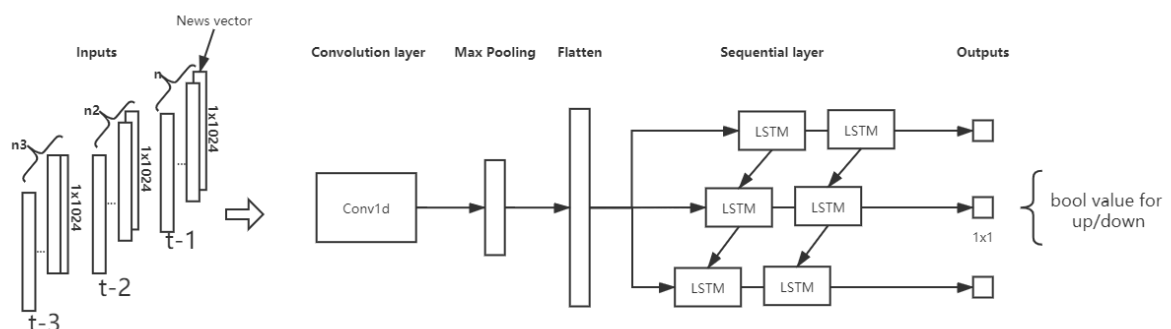 News vector
Inputs
Convolution layer
Max Pooling
Flatten
Sequential layer
Outputs
n
n2
n3
1x1024
1x1024
1x1024
...
...
...
t-1
t-2
t-3
Conv1d
LSTM
LSTM
LSTM
LSTM
LSTM
LSTM
1x1
bool value for
up/down